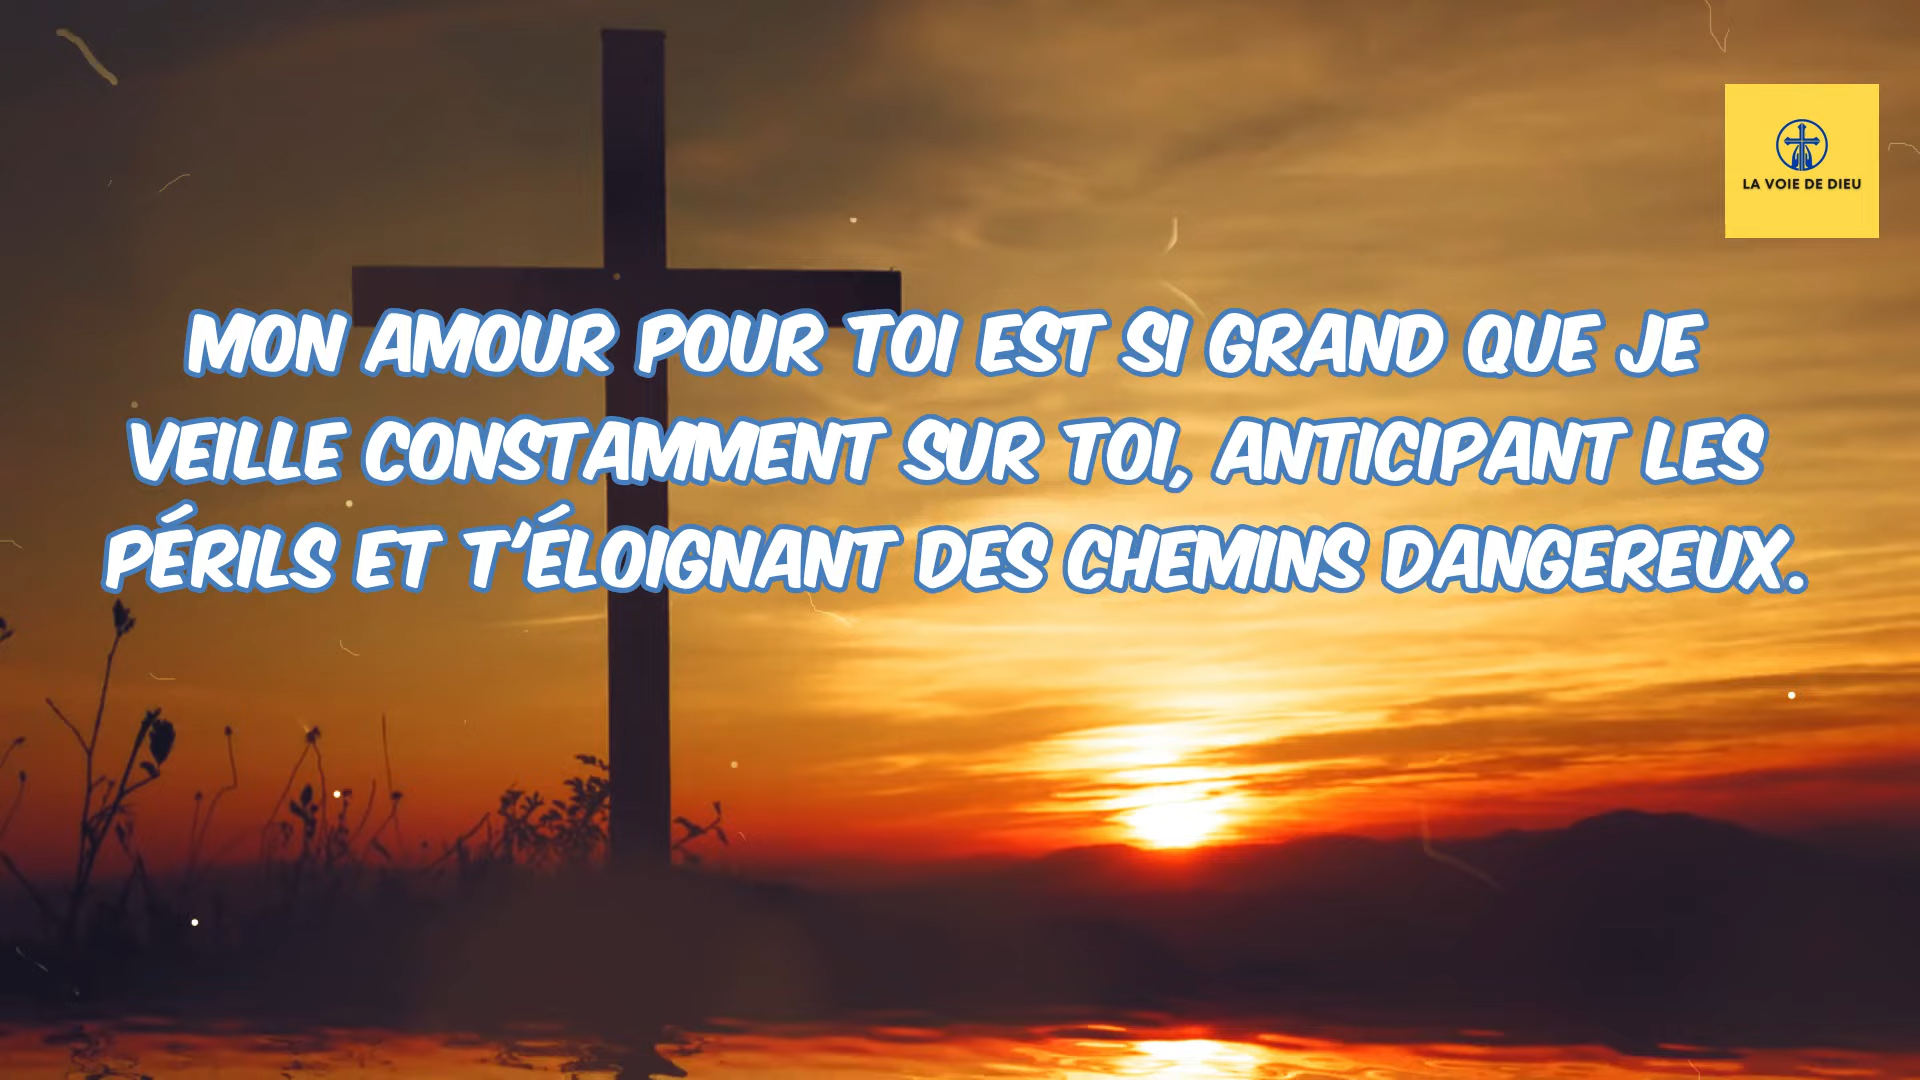 LA VOIE DE DIEU
MON AMOUR POUR TOI EST SI GRAND QUE JE
VEILLE CONSTAMMENT SUR TOI, ANTICIPANT LES
PÉRILS ET T'ÉLOIGNANT DES CHEMINS DANGEREUX.